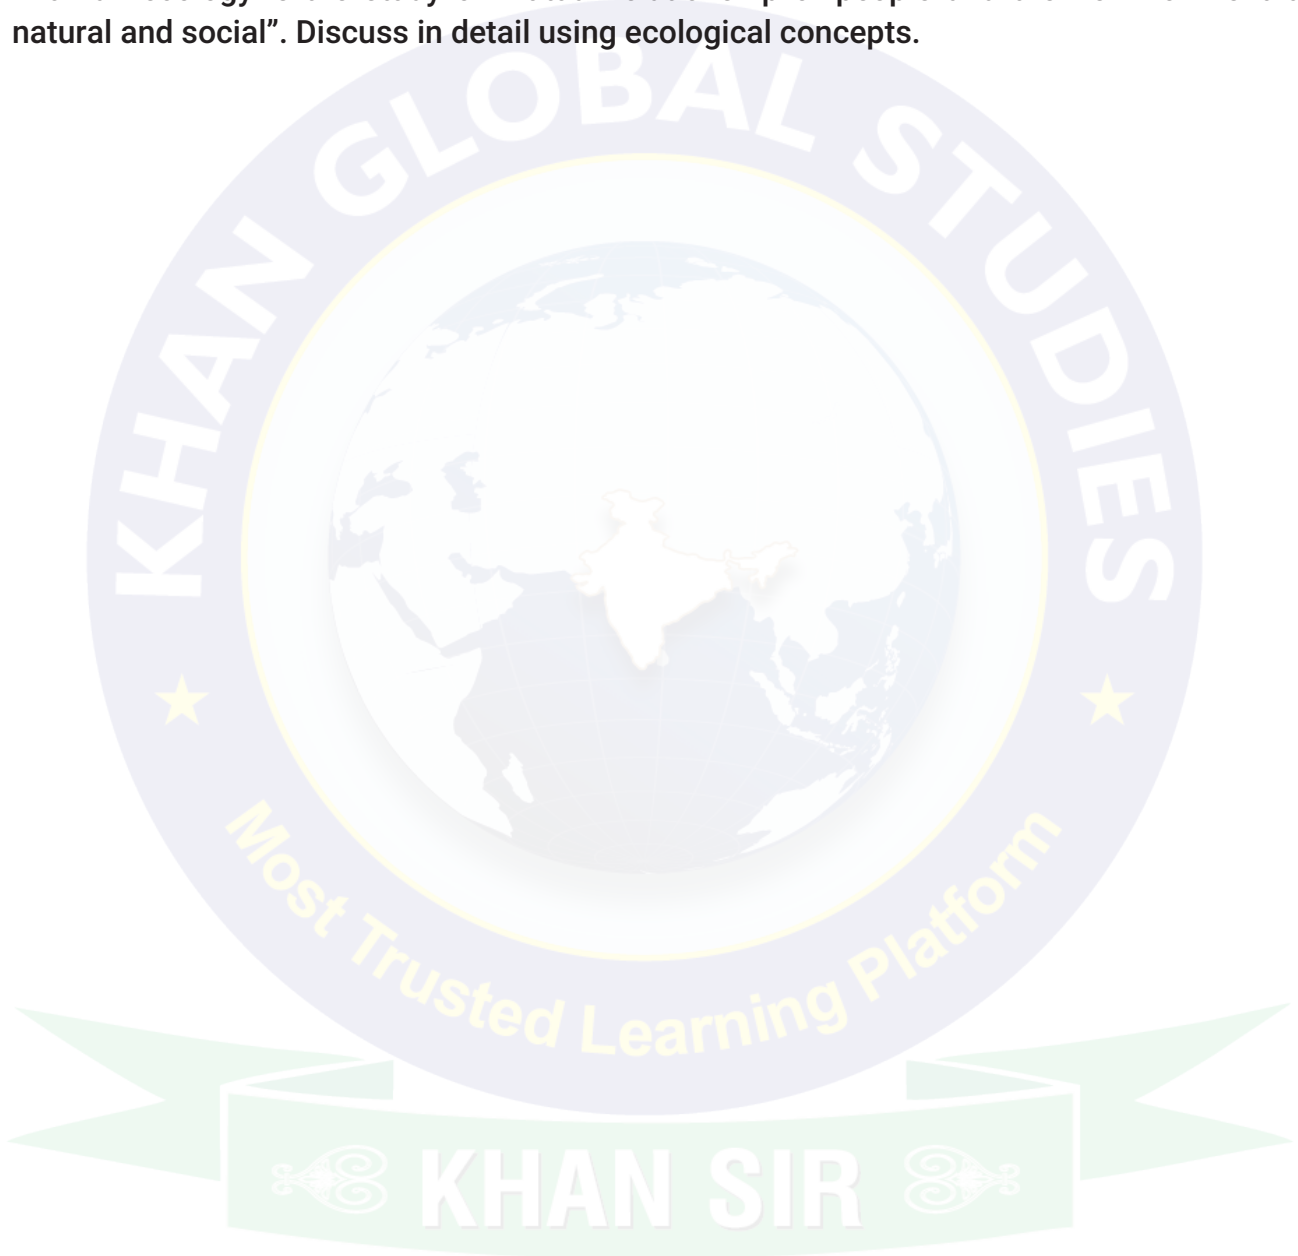 natural and social”. Discuss in detail using ecological concepts.
KHAN GLOBAL STUDIES
Most Trusted Learning Platform
KHAN SIR